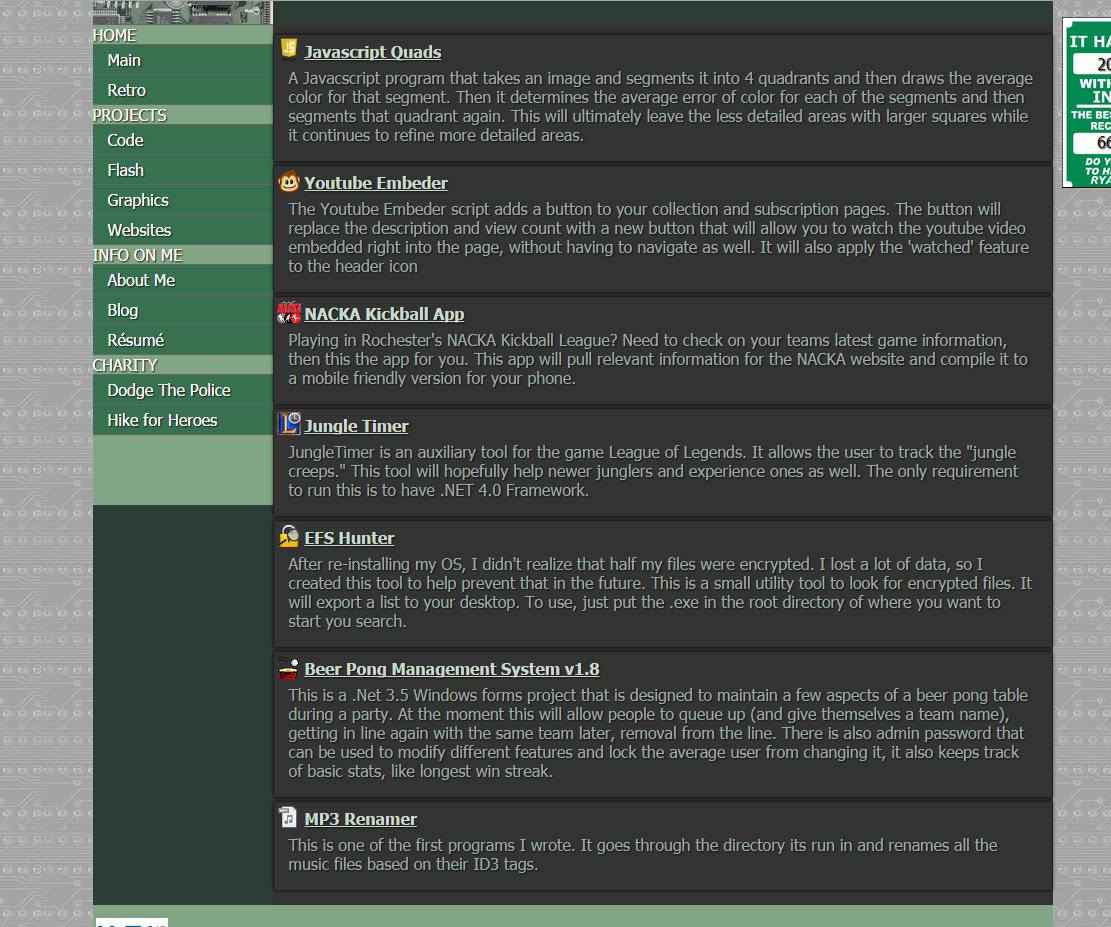 HOME
Main
Retro
PROJECTS
Code
Flash
Graphics
Websites
INFO ON ME
About Me
Blog
Résumé
CHARITY
Dodge The Police
Hike for Heroes
JS
Javascript Quads
A Javacscript program that takes an image and segments it into 4 quadrants and then draws the average
color for that segment. Then it determines the average error of color for each of the segments and then
segments that quadrant again. This will ultimately leave the less detailed areas with larger squares while
it continues to refine more detailed areas.
Youtube Embeder
The Youtube Embeder script adds a button to your collection and subscription pages. The button will
replace the description and view count with a new button that will allow you to watch the youtube video
embedded right into the page, without having to navigate as well. It will also apply the 'watched' feature
to the header icon
NACKA Kickball App
Playing in Rochester's NACKA Kickball League? Need to check on your teams latest game information,
then this the app for you. This app will pull relevant information for the NACKA website and compile it to
a mobile friendly version for your phone.
Jungle Timer
JungleTimer is an auxiliary tool for the game League of Legends. It allows the user to track the "jungle
creeps." This tool will hopefully help newer junglers and experience ones as well. The only requirement
to run this is to have .NET 4.0 Framework.
EFS Hunter
After re-installing my OS, I didn't realize that half my files were encrypted. I lost a lot of data, so I
created this tool to help prevent that in the future. This is a small utility tool to look for encrypted files. It
will export a list to your desktop. To use, just put the .exe in the root directory of where you want to
start you search.
Beer Pong Management System v1.8
This is a .Net 3.5 Windows forms project that is designed to maintain a few aspects of a beer pong table
during a party. At the moment this will allow people to queue up (and give themselves a team name),
getting in line again with the same team later, removal from the line. There is also admin password that
can be used to modify different features and lock the average user from changing it, it also keeps track
of basic stats, like longest win streak.
MP3 Renamer
This is one of the first programs I wrote. It goes through the directory its run in and renames all the
music files based on their ID3 tags.
IT HA
20
WITH
IN
THE BES
REC
66
DO Y
TO H
RYA